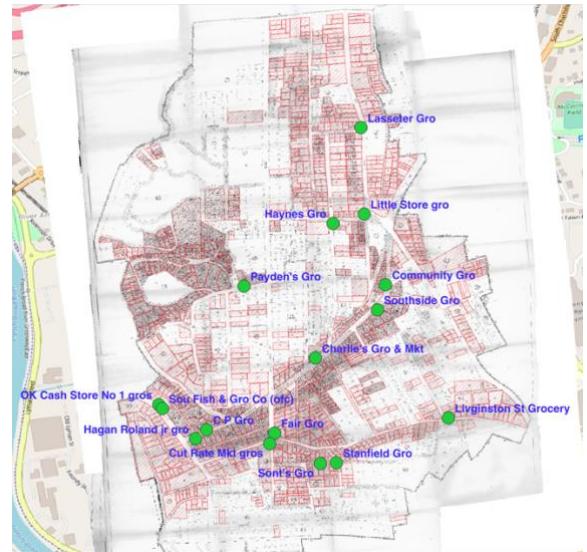 Lasseter Gro
Little Store gro
Haynes Gro
Community Gro
Payden's Gro
Southside Gro
Charlie's Gro & Mkt
OK Cash Store No 1 gros
Sou Fish & Gro Co (ofc)
Livginston St Grocery
C P Gro
Fair Gro
Hagan Roland jr gro
Cut Rate Mkt gros
Stanfield Gro
Sont's Gro